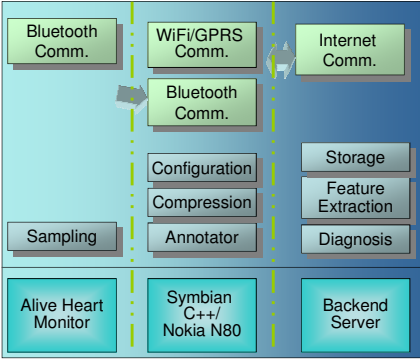 Bluetooth
Comm.
WiFi/GPRS
Comm.
Internet
Comm.
Bluetooth
Comm.
Configuration
Compression
Annotator
Sampling
Storage
Feature
Extraction
Diagnosis
Alive Heart
Monitor
Symbian
C++/
Nokia N80
Backend
Server